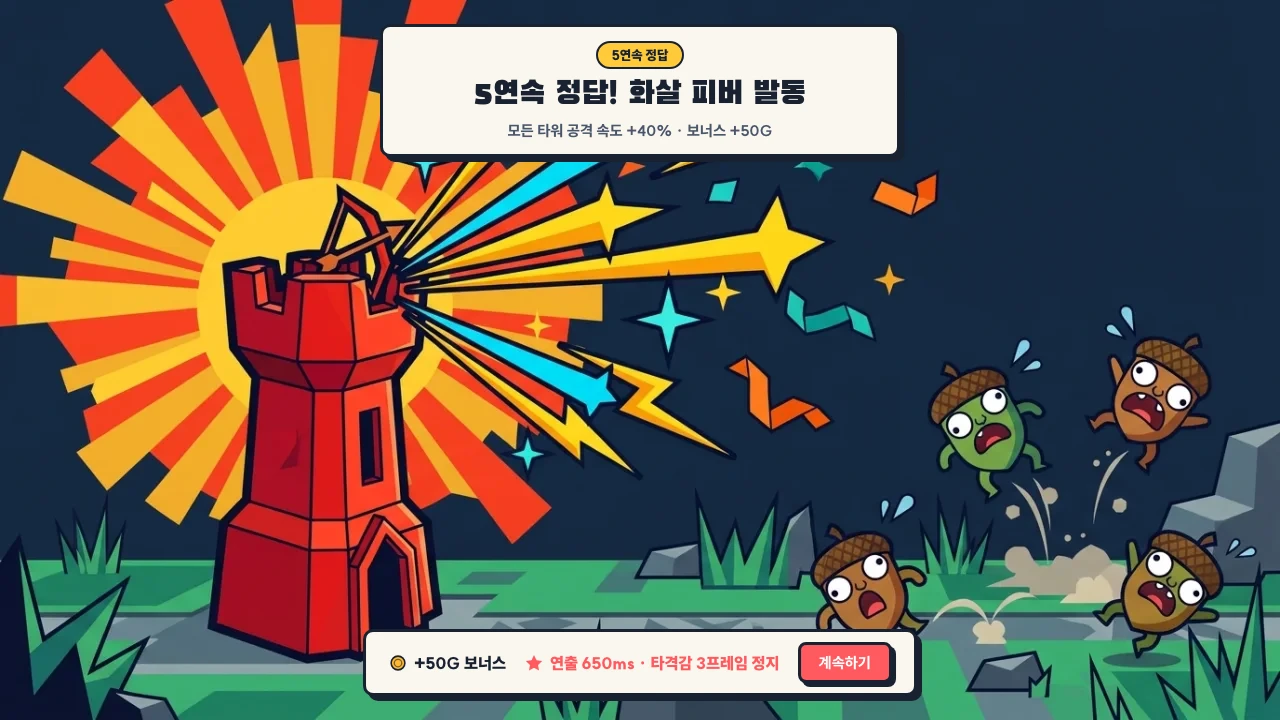 5연속 정답
5연속 정답! 화살 피버 발동
모든 타워 공격 속도 +40% · 보너스 +50G
+50G 보너스
연출 650ms · 타격감 3프레임 정지
계속하기